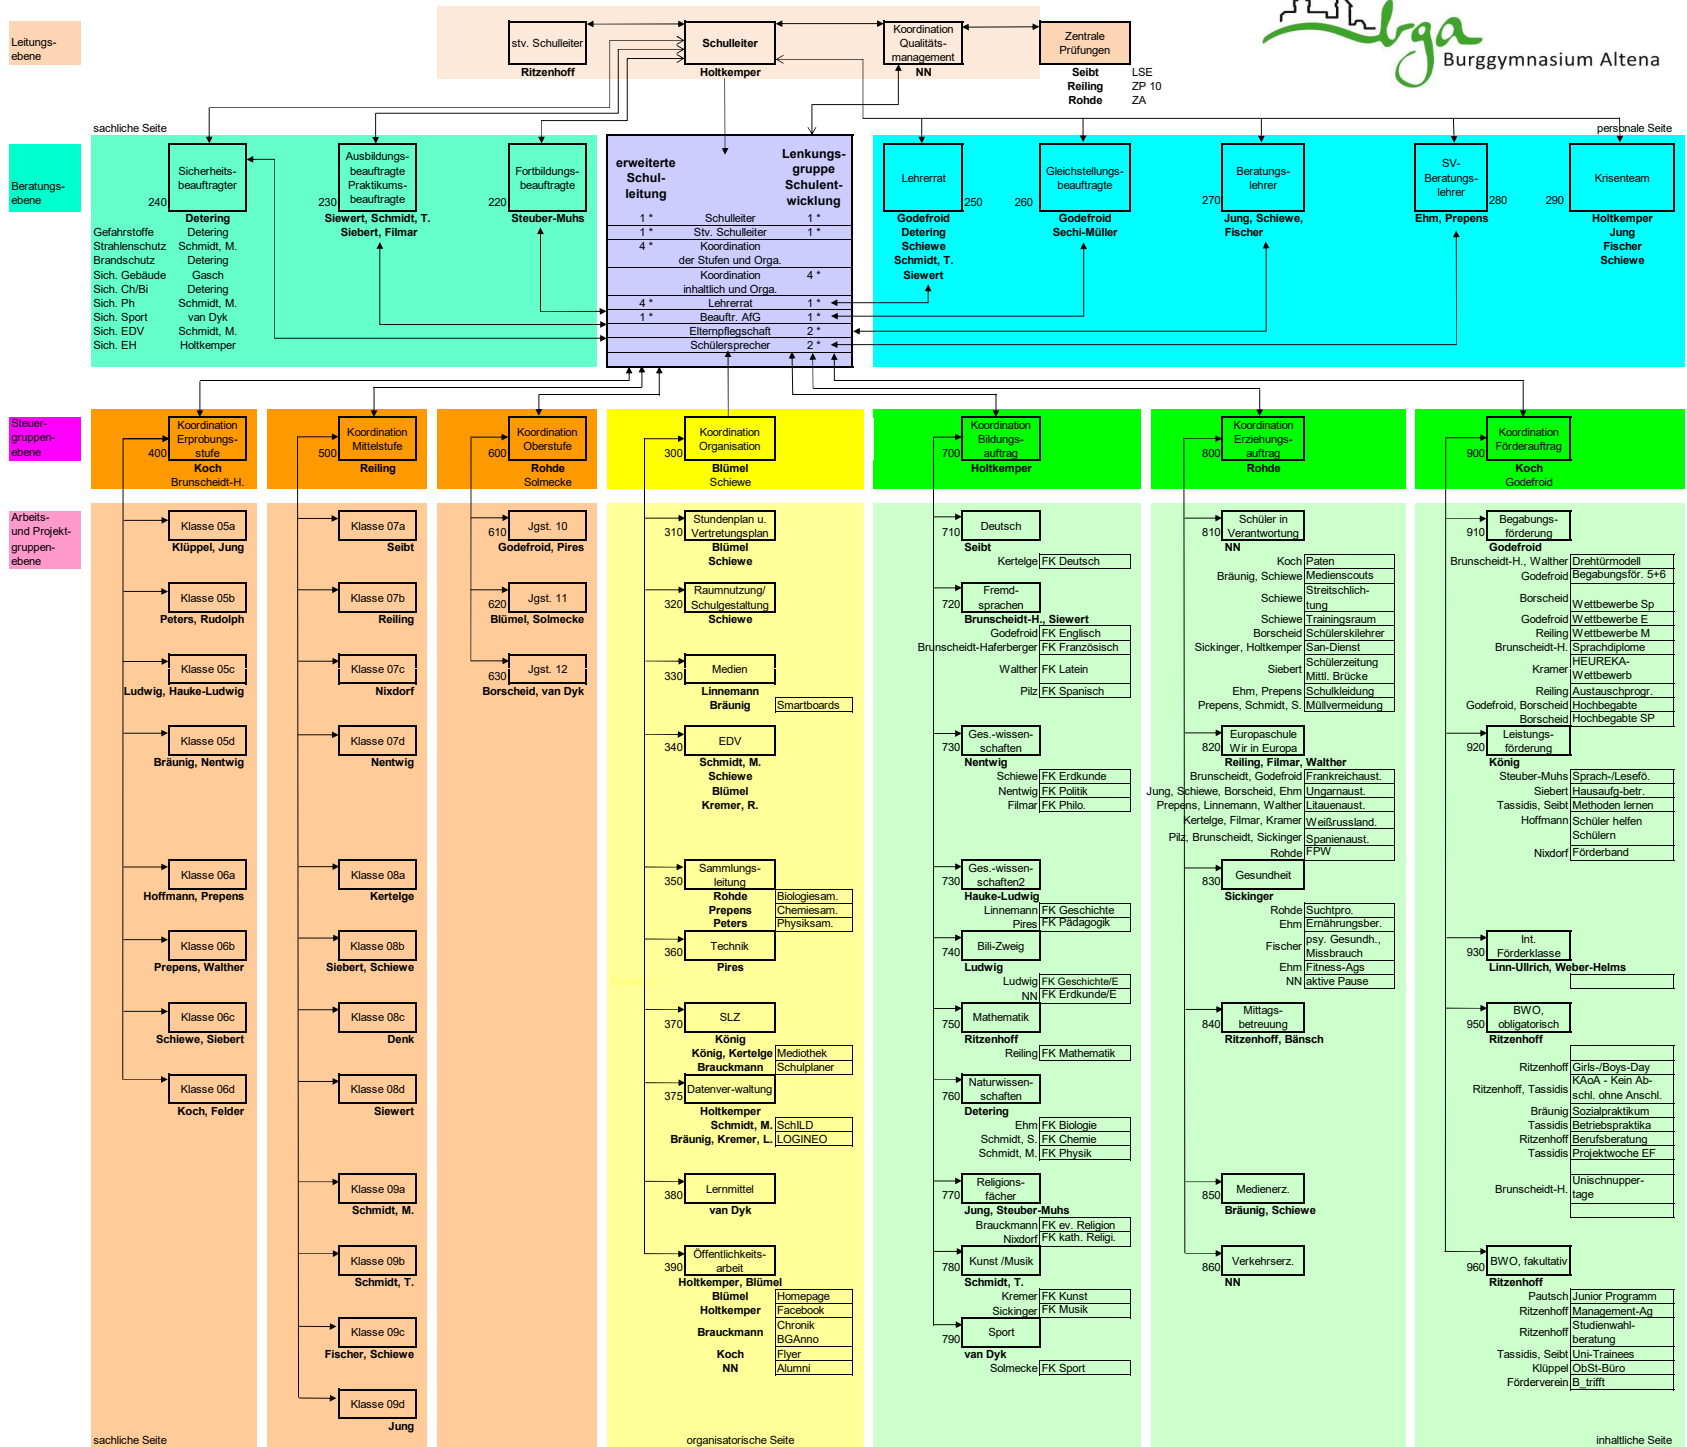 bga
Burggymnasium Altena
Leitungs-
ebene
stv. Schulleiter
Ritzenhoff
Schulleiter
Holtkemper
Koordination
Qualitäts-
management
NN
Zentrale
Prüfungen
Seibt LSE
Reiling ZP 10
Rohde ZA
sachliche Seite
personale Seite
Beratungs-
ebene
Sicherheits-
beauftragter
240
Detering
Gefahrstoffe Detering
Strahlenschutz Schmidt, M.
Brandschutz Detering
Sich. Gebäude Gasch
Sich. Ch/Bi Detering
Sich. Ph Schmidt, M.
Sich. Sport van Dyk
Sich. EDV Schmidt, M.
Sich. EH Holtkemper
Ausbildungs-
beauftragte
Praktikums-
beauftragte
230
Siewert, Schmidt, T.
Siebert, Filmar
Fortbildungs-
beauftragte
220
Steuber-Muhs
erweiterte
Schul-
leitung
Lenkungs-
gruppe
Schulent-
wicklung
1 * Schulleiter 1 *
1 * Stv. Schulleiter 1 *
4 * Koordination
der Stufen und Orga.
Koordination 4 *
inhaltlich und Orga.
4 * Lehrerrat 1 *
1 * Beauftr. AfG 1 *
Elternpflegschaft 2 *
Schülersprecher 2 *
Lehrerrat
250
Godefroid
Detering
Schiewe
Schmidt, T.
Siewert
Gleichstellungs-
beauftragte
260
Godefroid
Sechi-Müller
Beratungs-
lehrer
270
Jung, Schiewe,
Fischer
SV-
Beratungs-
lehrer
280
Ehm, Prepens
Krisenteam
290
Holtkemper
Jung
Fischer
Schiewe
Steuer-
gruppen-
ebene
Koordination
Erprobungs-
stufe
400
Koch
Brunscheidt-H.
Koordination
Mittelstufe
500
Reiling
Koordination
Oberstufe
600
Rohde
Solmecke
Koordination
Organisation
300
Blümel
Schiewe
Koordination
Bildungs-
auftrag
700
Holtkemper
Koordination
Erziehungs-
auftrag
800
Rohde
Koordination
Förderauftrag
900
Koch
Godefroid
Arbeits-
und Projekt-
gruppen-
ebene
Klasse 05a
Klüppel, Jung
Klasse 05b
Peters, Rudolph
Klasse 05c
Ludwig, Hauke-Ludwig
Klasse 05d
Bräunig, Nentwig
Klasse 06a
Hoffmann, Prepens
Klasse 06b
Prepens, Walther
Klasse 06c
Schiewe, Siebert
Klasse 06d
Koch, Felder
Klasse 07a
Seibt
Klasse 07b
Reiling
Klasse 07c
Nixdorf
Klasse 07d
Nentwig
Klasse 08a
Kertelge
Klasse 08b
Siebert, Schiewe
Klasse 08c
Denk
Klasse 08d
Siewert
Klasse 09a
Schmidt, M.
Klasse 09b
Schmidt, T.
Klasse 09c
Fischer, Schiewe
Klasse 09d
Jung
Jgst. 10
610
Godefroid, Pires
Jgst. 11
620
Blümel, Solmecke
Jgst. 12
630
Borscheid, van Dyk
Stundenplan u.
Vertretungsplan
310
Blümel
Schiewe
Raumnutzung/
Schulgestaltung
320
Schiewe
Medien
330
Linnemann
Bräunig Smartboards
EDV
340
Schmidt, M.
Schiewe
Blümel
Kremer, R.
Sammlungs-
leitung
350
Rohde Biologiesam.
Prepens Chemiesam.
Peters Physiksam.
Technik
360
Pires
SLZ
370
König
König, Kertelge Mediothek
Brauckmann Schulplaner
Datenver-waltung
375
Holtkemper
Schmidt, M. SchILD
Bräunig, Kremer, L. LOGINEO
Lernmittel
380
van Dyk
Öffentlichkeits-
arbeit
390
Holtkemper, Blümel
Blümel Homepage
Holtkemper Facebook
Brauckmann Chronik
BGAnno
Koch Flyer
NN Alumni
Deutsch
710
Seibt
Kertelge FK Deutsch
Fremd-
sprachen
720
Brunscheidt-H., Siewert
Godefroid FK Englisch
Brunscheidt-Haferberger FK Französisch
Walther FK Latein
Pilz FK Spanisch
Ges.-wissen-
schaften
730
Nentwig
Schiewe FK Erdkunde
Nentwig FK Politik
Filmar FK Philo.
Ges.-wissen-
schaften2
730
Hauke-Ludwig
Linnemann FK Geschichte
Pires FK Pädagogik
Bili-Zweig
740
Ludwig
Ludwig FK Geschichte/E
NN FK Erdkunde/E
Mathematik
750
Ritzenhoff
Reiling FK Mathematik
Naturwissen-
schaften
760
Detering
Ehm FK Biologie
Schmidt, S. FK Chemie
Schmidt, M. FK Physik
Religions-
fächer
770
Jung, Steuber-Muhs
Brauckmann FK ev. Religion
Nixdorf FK kath. Religi.
Kunst /Musik
780
Schmidt, T.
Kremer FK Kunst
Sickinger FK Musik
Sport
790
van Dyk
Solmecke FK Sport
Schüler in
Verantwortung
810
NN
Koch Paten
Bräunig, Schiewe Medienscouts
Schiewe Streitschlich-
tung
Schiewe Trainingsraum
Borscheid Schülerskilehrer
Sickinger, Holtkemper San-Dienst
Siebert Schülerzeitung
Mittl. Brücke
Ehm, Prepens Schulkleidung
Prepens, Schmidt, S. Müllvermeidung
Europaschule
Wir in Europa
820
Reiling, Filmar, Walther
Brunscheidt, Godefroid Frankreichaust.
Jung, Schiewe, Borscheid, Ehm Ungarnaust.
Prepens, Linnemann, Walther Litauenaust.
Kertelge, Filmar, Kramer Weißrussland.
Pilz, Brunscheidt, Sickinger Spanienaust.
Rohde FPW
Gesundheit
830
Sickinger
Rohde Suchtpro.
Ehm Ernährungsber.
Fischer psy. Gesundh.,
Missbrauch
Ehm Fitness-Ags
NN aktive Pause
Mittags-
betreuung
840
Ritzenhoff, Bänsch
Medienerz.
850
Bräunig, Schiewe
Verkehrserz.
860
NN
Begabungs-
förderung
910
Godefroid
Brunscheidt-H., Walther Drehtürmodell
Godefroid Begabungsför. 5+6
Borscheid Wettbewerbe Sp
Godefroid Wettbewerbe E
Reiling Wettbewerbe M
Brunscheidt-H. Sprachdiplome
Kramer HEUREKA-
Wettbewerb
Reiling Austauschprogr.
Godefroid, Borscheid Hochbegabte
Borscheid Hochbegabte SP
Leistungs-
förderung
920
König
Steuber-Muhs Sprach-/Lesefö.
Siebert Hausaufg-betr.
Tassidis, Seibt Methoden lernen
Hoffmann Schüler helfen
Schülern
Nixdorf Förderband
Int.
Förderklasse
930
Linn-Ullrich, Weber-Helms
BWO,
obligatorisch
950
Ritzenhoff
Ritzenhoff Girls-/Boys-Day
Ritzenhoff, Tassidis KAoA - Kein Ab-
schl. ohne Anschl.
Bräunig Sozialpraktikum
Tassidis Betriebspraktika
Ritzenhoff Berufsberatung
Tassidis Projektwoche EF
Brunscheidt-H. Unischnupper-
tage
BWO, fakultativ
960
Ritzenhoff
Pautsch Junior Programm
Ritzenhoff Management-Ag
Ritzenhoff Studienwahl-
beratung
Tassidis, Seibt Uni-Trainees
Klüppel ObSt-Büro
Förderverein B_trifft
sachliche Seite
organisatorische Seite
inhaltliche Seite